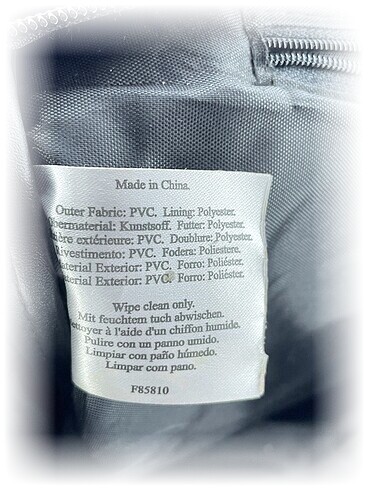 Made in China.
Outer Fabric: PVC. Lining: Polyester.
Obermaterial: Kunstsoff. Futter: Polyester.
extérieure: PVC. Doublure: Polyester.
Rivestimento: PVC. Fodera: Poliestere.
Material Exterior: PVC. Forro: Poliéster.
Exterior: PVC. Forro: Poliéster.
Wipe clean only.
Mit feuchtem tuch abwischen.
à l'aide d'un chiffon humide.
Pulire con un panno umido.
Limpiar con paño húmedo.
Limpar com pano.
F85810